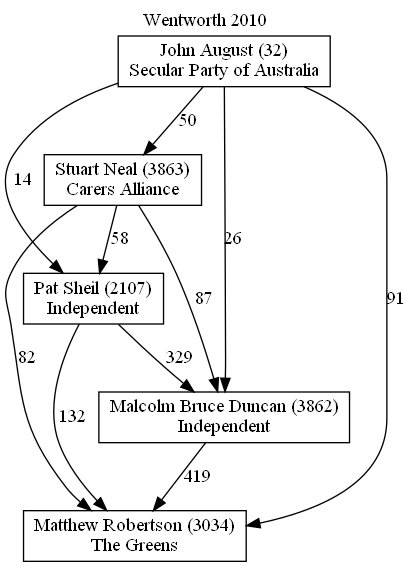 Wentworth 2010
John August (32)
Secular Party of Australia
50
Stuart Neal (3863)
Carers Alliance
14
58
26
Pat Sheil (2107)
Independent
87
91
82
329
132
Malcolm Bruce Duncan (3862)
Independent
419
Matthew Robertson (3034)
The Greens